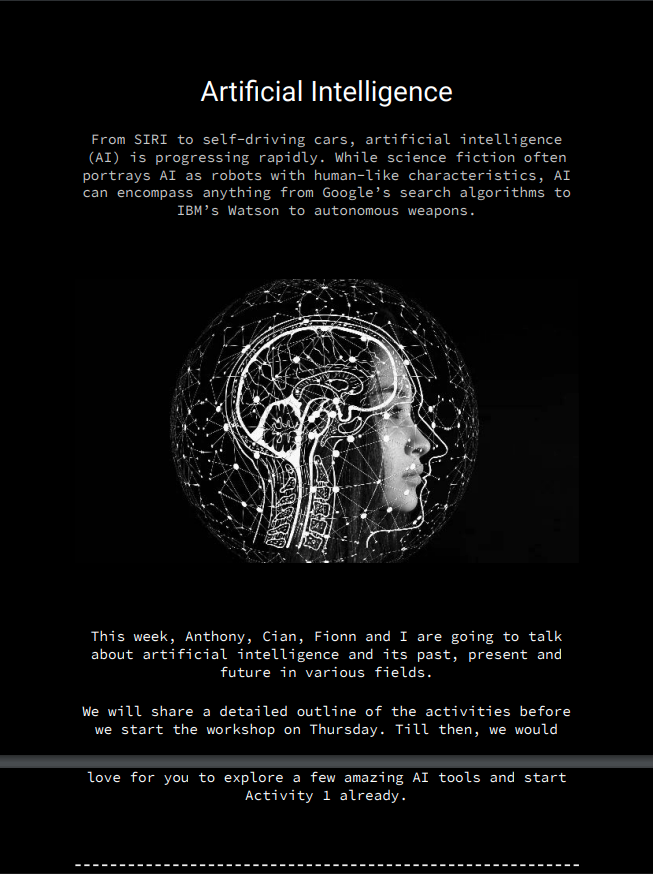 Artificial Intelligence
From SIRI to self-driving cars, artificial intelligence
(AI) is progressing rapidly. While science fiction often
portrays AI as robots with human-like characteristics, AI
can encompass anything from Google’s search algorithms to
IBM’s Watson to autonomous weapons.
This week, Anthony, Cian, Fionn and I are going to talk
about artificial intelligence and its past, present and
future in various fields.
We will share a detailed outline of the activities before
we start the workshop on Thursday. Till then, we would
love for you to explore a few amazing AI tools and start
Activity 1 already.